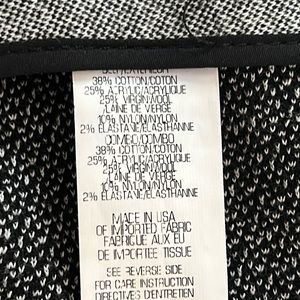 38% COTTON/COTON
25% ACRYLIC/ACRYLIQUE
25% VIRGIN WOOL
LAINE DE VERGE
10% NYLON/NYLON
2% ELASTANE/ELASTHANNE
COMBO/COMBO
38% COTTON/COTON
25% ACRYLIC/ACRYLIQUE
25% VIRGIN WOOL
LAINE DE VERGE
10% NYLON/NYLON
2% ELASTANE/ELASTHANNE
MADE IN USA
OF IMPORTED FABRIC
FABRIQUE AUX EU
DE IMPORTEE TISSUE
SEE REVERSE SIDE
FOR CARE INSTRUCTION
DIRECTIVES D'ENTRETIEN